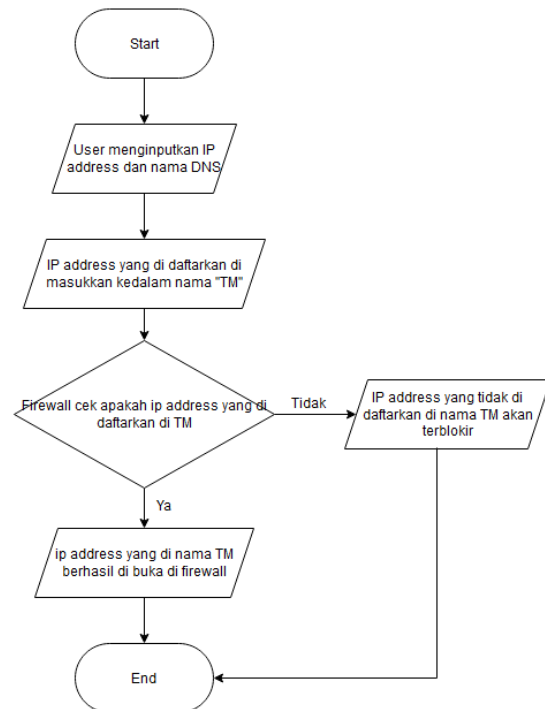 Start
User menginputkan IP
address dan nama DNS
IP address yang di daftarkan di
masukkan kedalam nama "TM"
Firewall cek apakah ip address yang di
daftarkan di TM
Tidak
IP address yang tidak di
daftarkan di nama TM akan
terblokir
Ya
ip address yang di nama TM
berhasil di buka di firewall
End